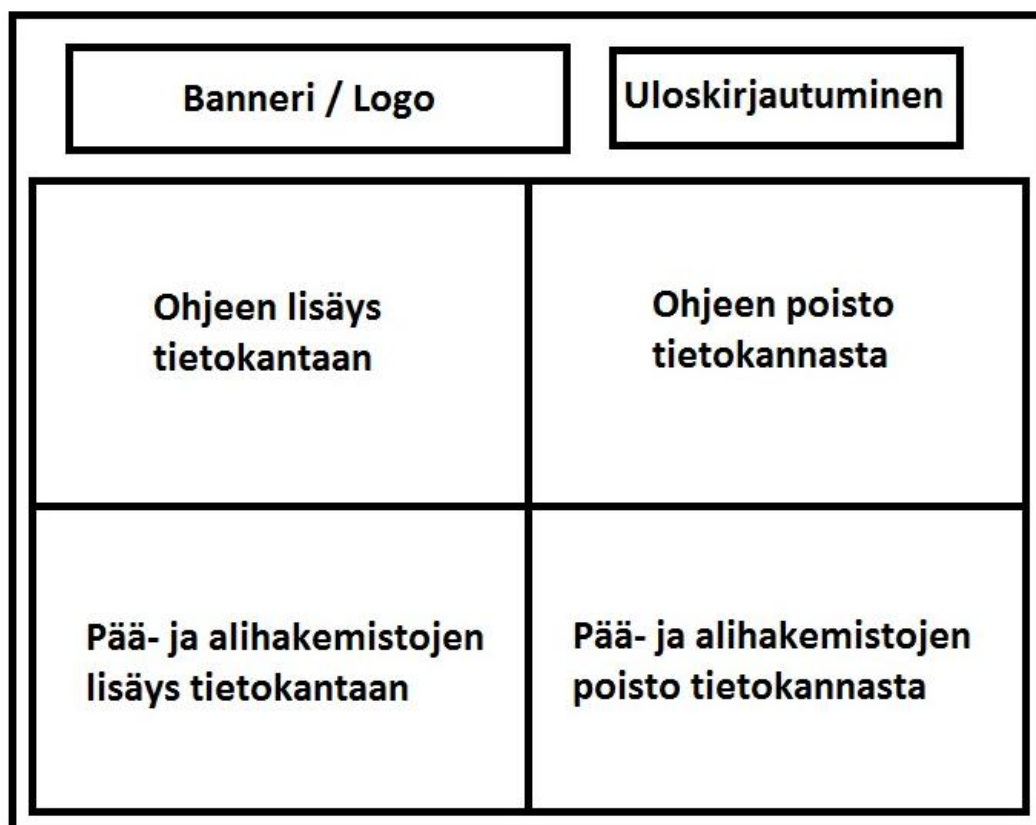 Banneri / Logo
Uloskirjautuminen
Ohjeen lisäys
tietokantaan
Ohjeen poisto
tietokannasta
Pää- ja alihakemistojen
lisäys tietokantaan
Pää- ja alihakemistojen
poisto tietokannasta